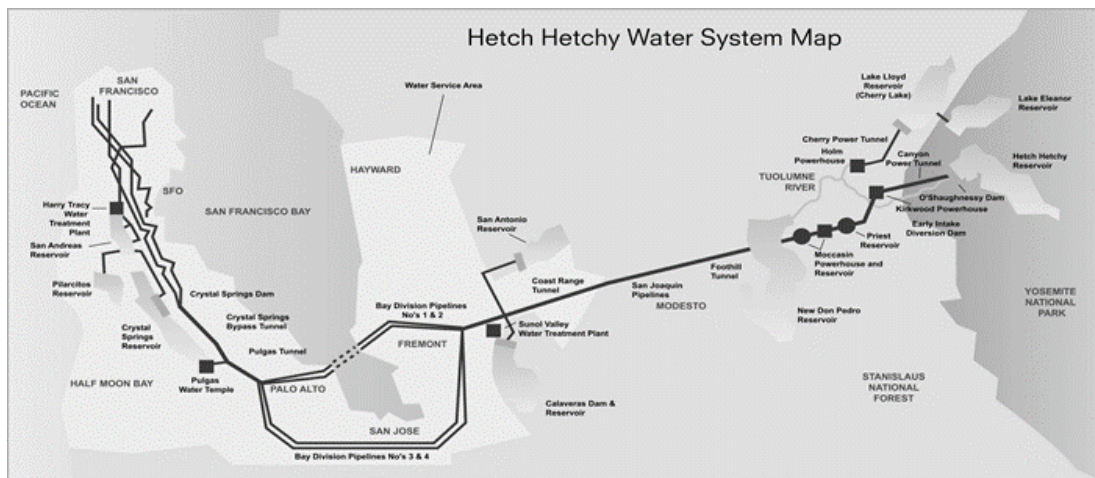 Hetch Hetchy Water System Map
PACIFIC
OCEAN
SAN
FRANCISCO
Water Service Area
Lake Lloyd
Reservoir
(Cherry Lake)
Lake Eleanor
Reservoir
Cherry Power Tunnel
Holm
Powerhouse
Canyon
Power Tunnel
Hetch Hetchy
Reservoir
HAYWARD
TUOLUMNE
RIVER
SFO
O'Shaughnessy Dam
Kirkwood Powerhouse
Harry Tracy
Water
Treatment
Plant
SAN FRANCISCO BAY
San Antonio
Reservoir
Early Intake
Diversion Dam
Priest
Reservoir
San Andreas
Reservoir
Moccasin
Powerhouse and
Reservoir
Foothill
Tunnel
Pilarcitos
Reservoir
Coast Range
Tunnel
San Joaquin
Pipelines
MODESTO
Crystal Springs Dam
Bay Division Pipelines
No's 1 & 2
YOSEMITE
NATIONAL
PARK
New Don Pedro
Reservoir
Crystal Springs
Bypass Tunnel
Sunol Valley
Water Treatment Plant
Crystal
Springs
Reservoir
FREMONT
Pulgas Tunnel
HALF MOON BAY
Pulgas
Water Temple
PALO ALTO
STANISLAUS
NATIONAL
FOREST
Calaveras Dam &
Reservoir
SAN JOSE
Bay Division Pipelines No's 3 & 4